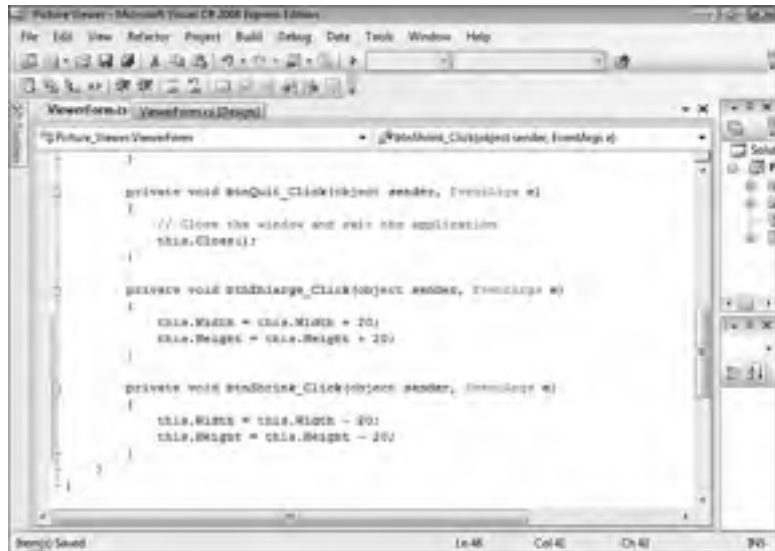 Picture Viewer - Microsoft Visual C# 2008 Express Edition
File Edit View Refactor Project Build Debug Data Tools Window Help
ViewerForm.cs ViewerForm.cs [Design]
Picture_Viewer.ViewerForm btnShrink_Click(object sender, EventArgs e)
}
private void btnQuit_Click(object sender, EventArgs e)
{
// Close the window and exit the application
this.Close();
}
private void btnEnlarge_Click(object sender, EventArgs e)
{
this.Width = this.Width + 20;
this.Height = this.Height + 20;
}
private void btnShrink_Click(object sender, EventArgs e)
{
this.Width = this.Width - 20;
this.Height = this.Height - 20;
}
}
}
Solut
Item(s) Saved Ln 48 Col 42 Ch 42 INS